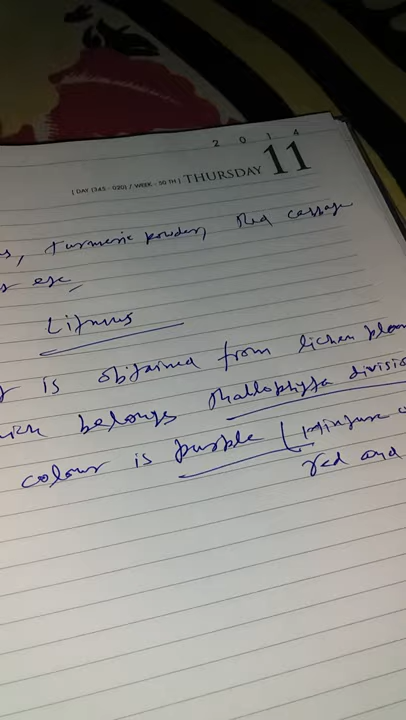 2 0 1 4
[ DAY (345 - 020) / WEEK - 50 TH ] THURSDAY 11
Turmeric powder, Red
etc,
Litmus
is obtained from lichen
belongs thallophyta
colour is purple (
red and